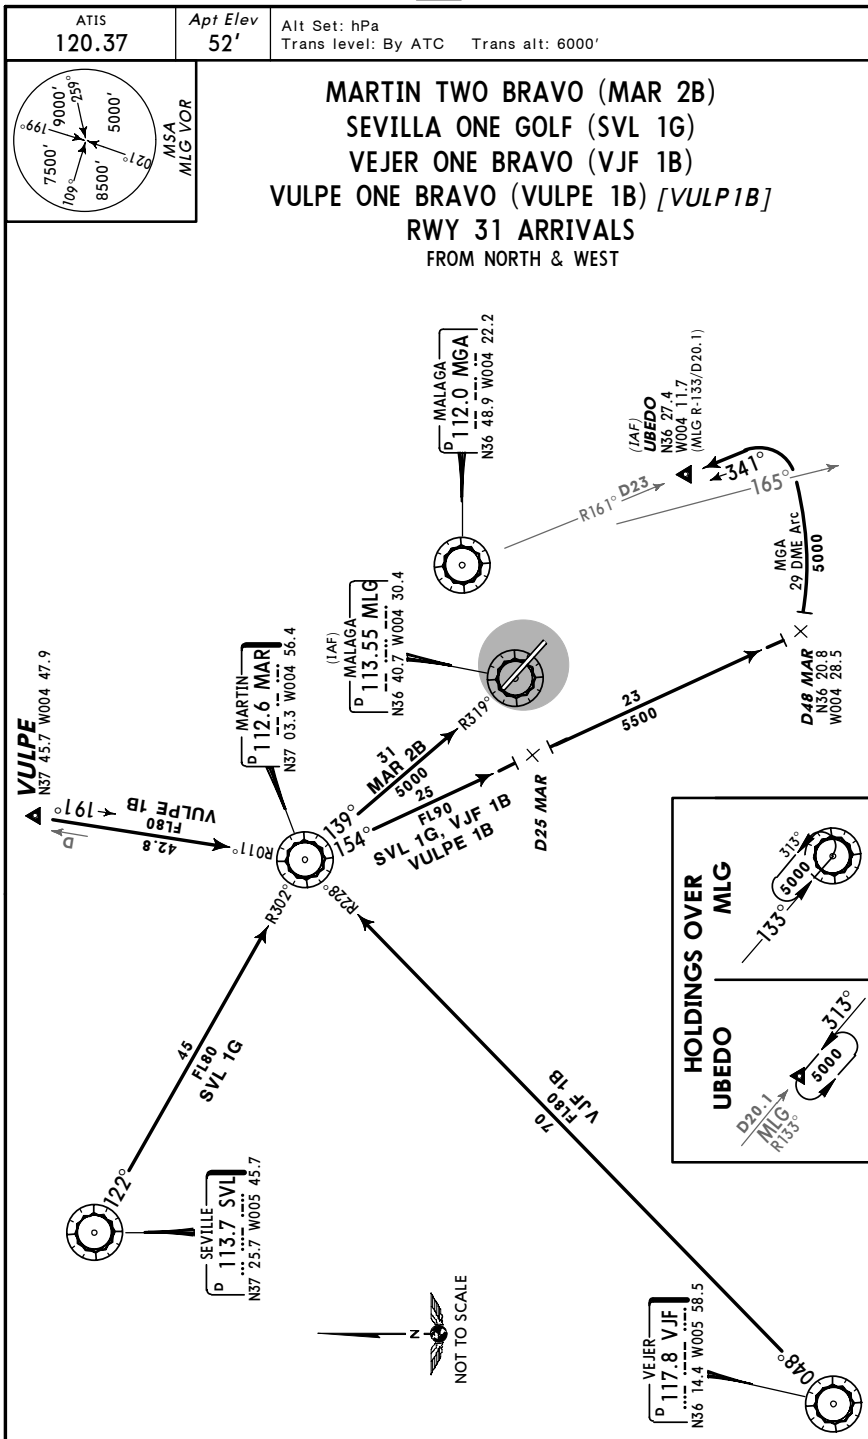 ATIS
120.37
Apt Elev
52'
Alt Set: hPa
Trans level: By ATC Trans alt: 6000'
MSA
MLG VOR
259°
9000'
5000'
199°
021°
7500'
8500'
109°
MARTIN TWO BRAVO (MAR 2B)
SEVILLA ONE GOLF (SVL 1G)
VEJER ONE BRAVO (VJF 1B)
VULPE ONE BRAVO (VULPE 1B) [VULP1B]
RWY 31 ARRIVALS
FROM NORTH & WEST
MALAGA
D 112.0 MGA
N36 48.9 W004 22.2
(IAF)
UBEDO
N36 27.4
W004 11.7
(MLG R-133/D20.1)
341°
165°
R161° D23
MGA
29 DME Arc
5000
D48 MAR
N36 20.8
W004 28.5
(IAF)
MALAGA
D 113.55 MLG
N36 40.7 W004 30.4
MARTIN
D 112.6 MAR
N37 03.3 W004 56.4
VULPE
N37 45.7 W004 47.9
191°
VULPE 1B
FL80
42.8
D
R011°
R302°
R228°
R319°
139°
31
MAR 2B
5000
154°
25
FL90
SVL 1G, VJF 1B
VULPE 1B
D25 MAR
23
5500
45
FL80
SVL 1G
122°
SEVILLE
D 113.7 SVL
N37 25.7 W005 45.7
VJF 1B
FL80
70
048°
VEJER
D 117.8 VJF
N36 14.4 W005 58.5
N
NOT TO SCALE
HOLDINGS OVER
UBEDO MLG
313°
5000
133°
313°
5000
D20.1
MLG
R133°